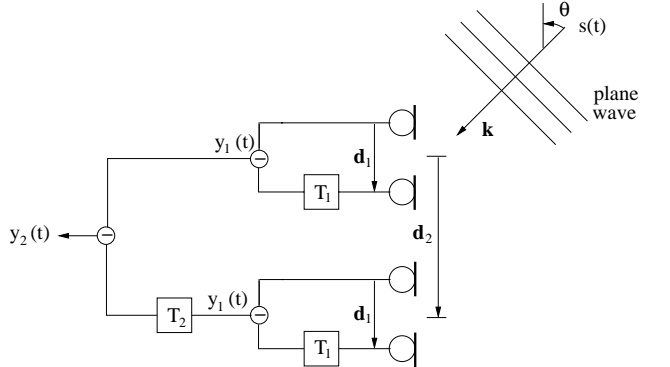 θ
s(t)
plane
wave
k
y₁(t)
d₁
T₁
d₂
y₂(t)
T₂
y₁(t)
d₁
T₁